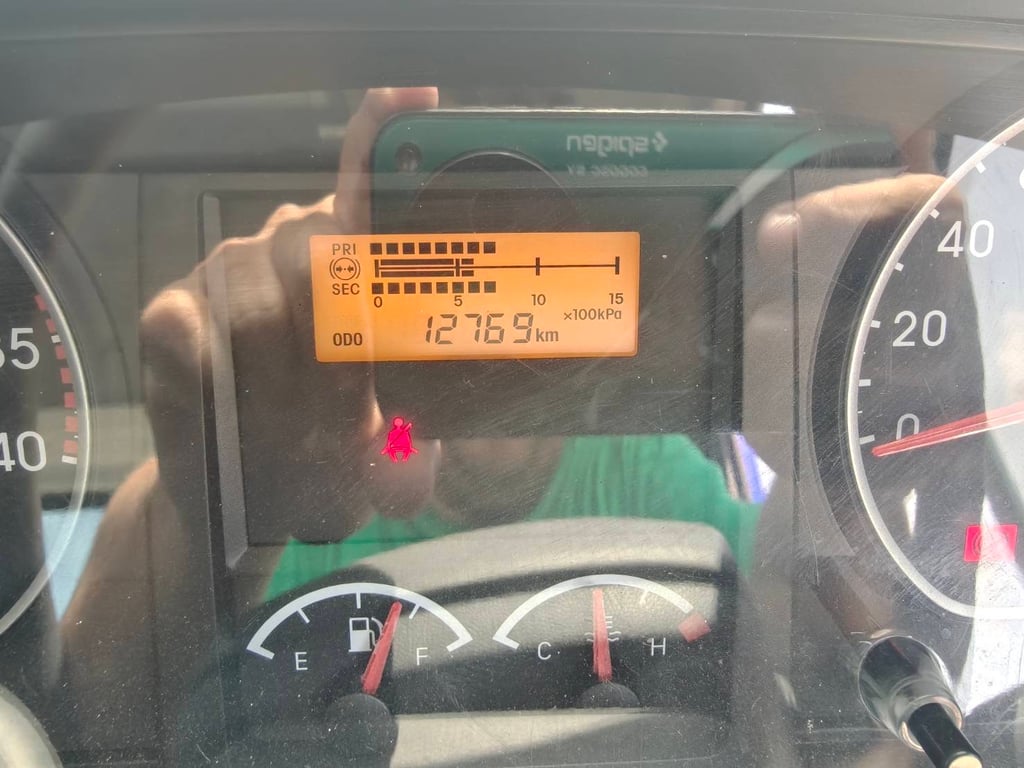 PRI
SEC
0 5 10 15
×100kPa
ODO 12769 km
35
40
40
20
0
E F
C H
spigen